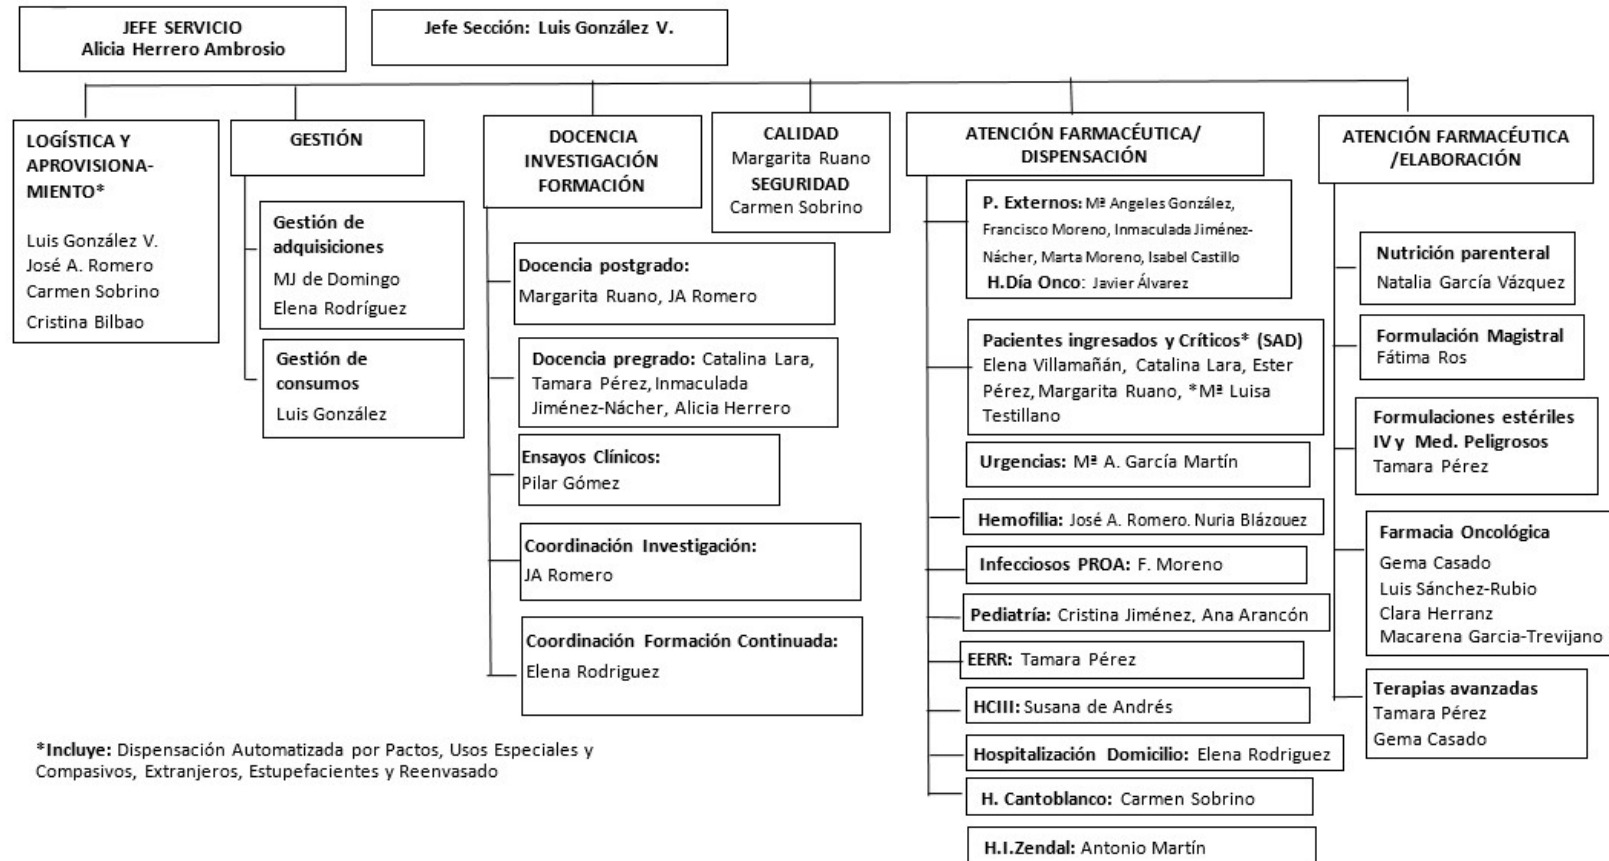 JEFE SERVICIO
Alicia Herrero Ambrosio
Jefe Sección: Luis González V.
LOGÍSTICA Y
APROVISIONA-
MIENTO*
Luis González V.
José A. Romero
Carmen Sobrino
Cristina Bilbao
GESTIÓN
Gestión de
adquisiciones
MJ de Domingo
Elena Rodríguez
Gestión de
consumos
Luis González
DOCENCIA
INVESTIGACIÓN
FORMACIÓN
Docencia postgrado:
Margarita Ruano, JA Romero
Docencia pregrado: Catalina Lara,
Tamara Pérez, Inmaculada
Jiménez-Nácher, Alicia Herrero
Ensayos Clínicos:
Pilar Gómez
Coordinación Investigación:
JA Romero
Coordinación Formación Continuada:
Elena Rodriguez
CALIDAD
Margarita Ruano
SEGURIDAD
Carmen Sobrino
ATENCIÓN FARMACÉUTICA/
DISPENSACIÓN
P. Externos: Mª Angeles González,
Francisco Moreno, Inmaculada Jiménez-
Nácher, Marta Moreno, Isabel Castillo
H.Día Onco: Javier Álvarez
Pacientes ingresados y Críticos* (SAD)
Elena Villamañán, Catalina Lara, Ester
Pérez, Margarita Ruano, *Mª Luisa
Testillano
Urgencias: Mª A. García Martín
Hemofilia: José A. Romero. Nuria Blázquez
Infecciosos PROA: F. Moreno
Pediatría: Cristina Jiménez, Ana Arancón
EERR: Tamara Pérez
HCIII: Susana de Andrés
Hospitalización Domicilio: Elena Rodriguez
H. Cantoblanco: Carmen Sobrino
H.I.Zendal: Antonio Martín
ATENCIÓN FARMACÉUTICA
/ELABORACIÓN
Nutrición parenteral
Natalia García Vázquez
Formulación Magistral
Fátima Ros
Formulaciones estériles
IV y Med. Peligrosos
Tamara Pérez
Farmacia Oncológica
Gema Casado
Luis Sánchez-Rubio
Clara Herranz
Macarena Garcia-Trevijano
Terapias avanzadas
Tamara Pérez
Gema Casado
*Incluye: Dispensación Automatizada por Pactos, Usos Especiales y
Compasivos, Extranjeros, Estupefacientes y Reenvasado